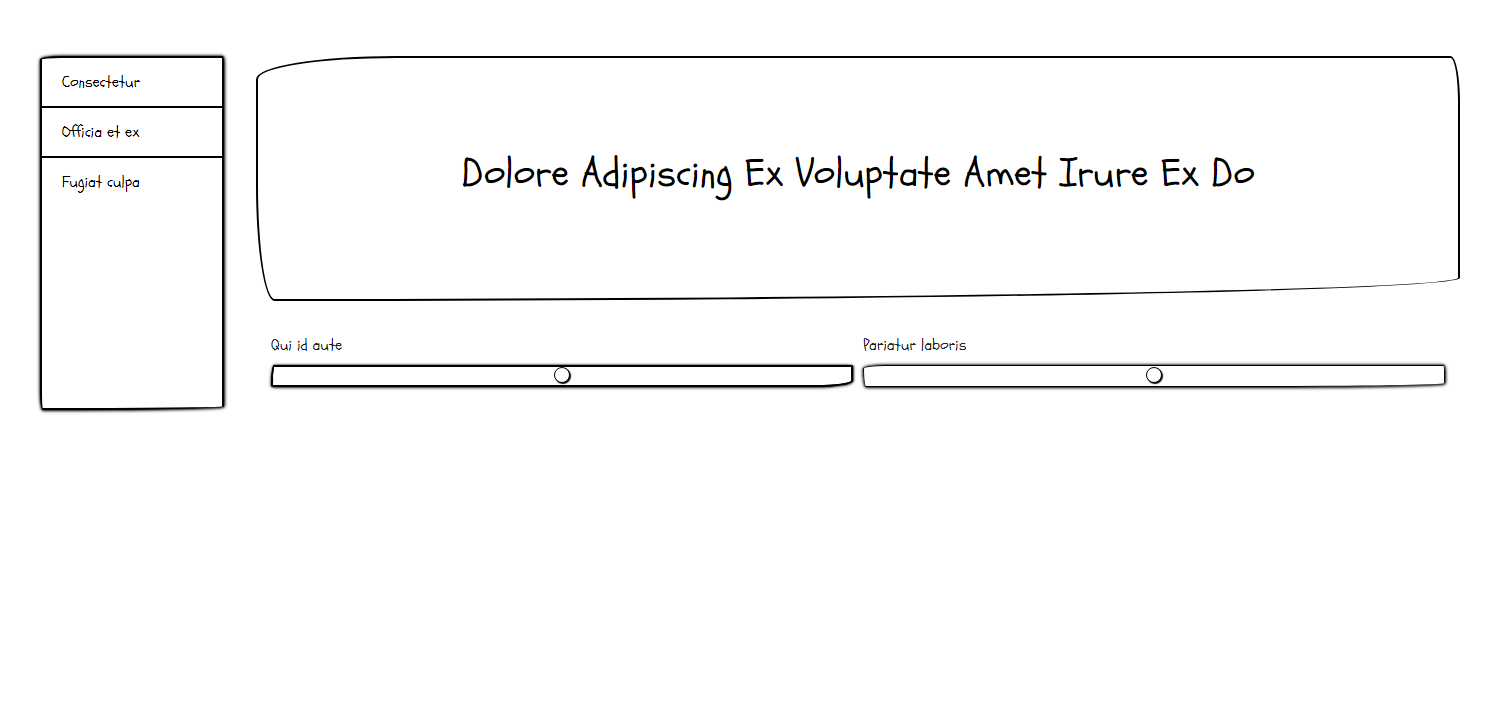 Consectetur
Officia et ex
Fugiat culpa
Dolore Adipiscing Ex Voluptate Amet Irure Ex Do
Qui id aute
Pariatur laboris